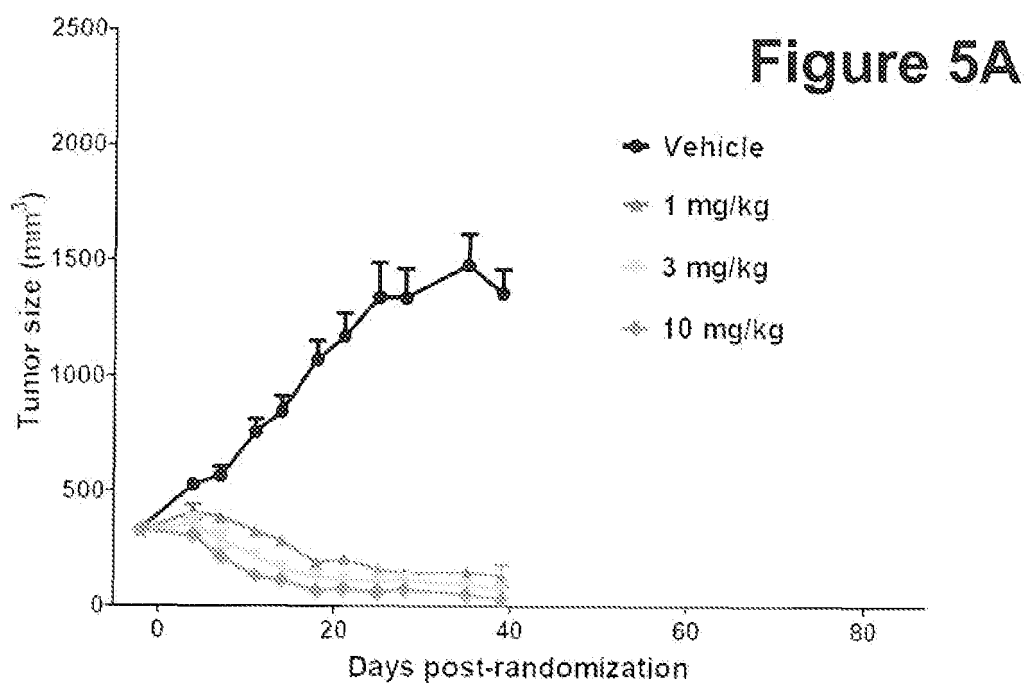 Figure 5A
2500
2000
1500
1000
500
0
Tumor size (mm³)
Vehicle
1 mg/kg
3 mg/kg
10 mg/kg
0 20 40 60 80
Days post-randomization